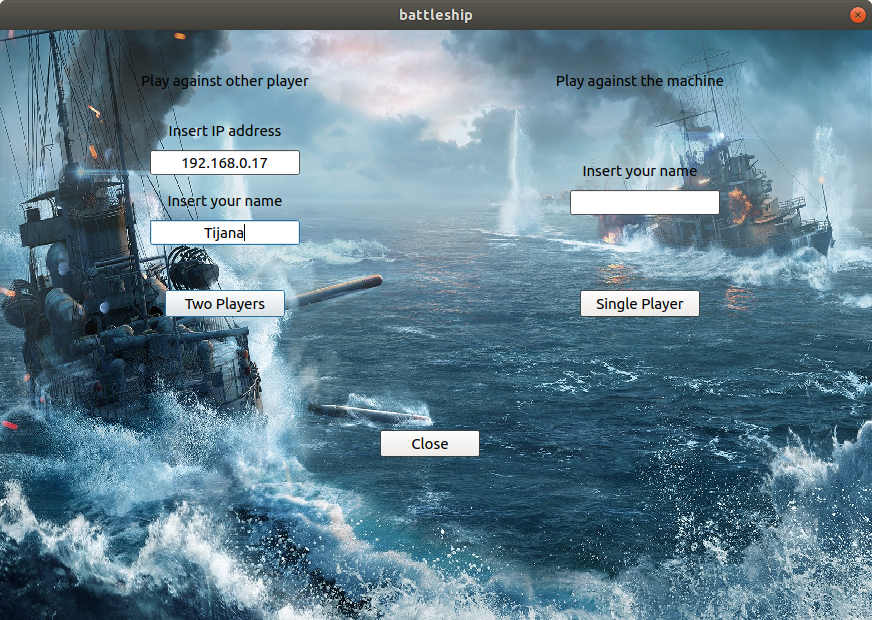 battleship
Play against other player
Insert IP address
192.168.0.17
Insert your name
Tijana
Two Players
Play against the machine
Insert your name
Single Player
Close